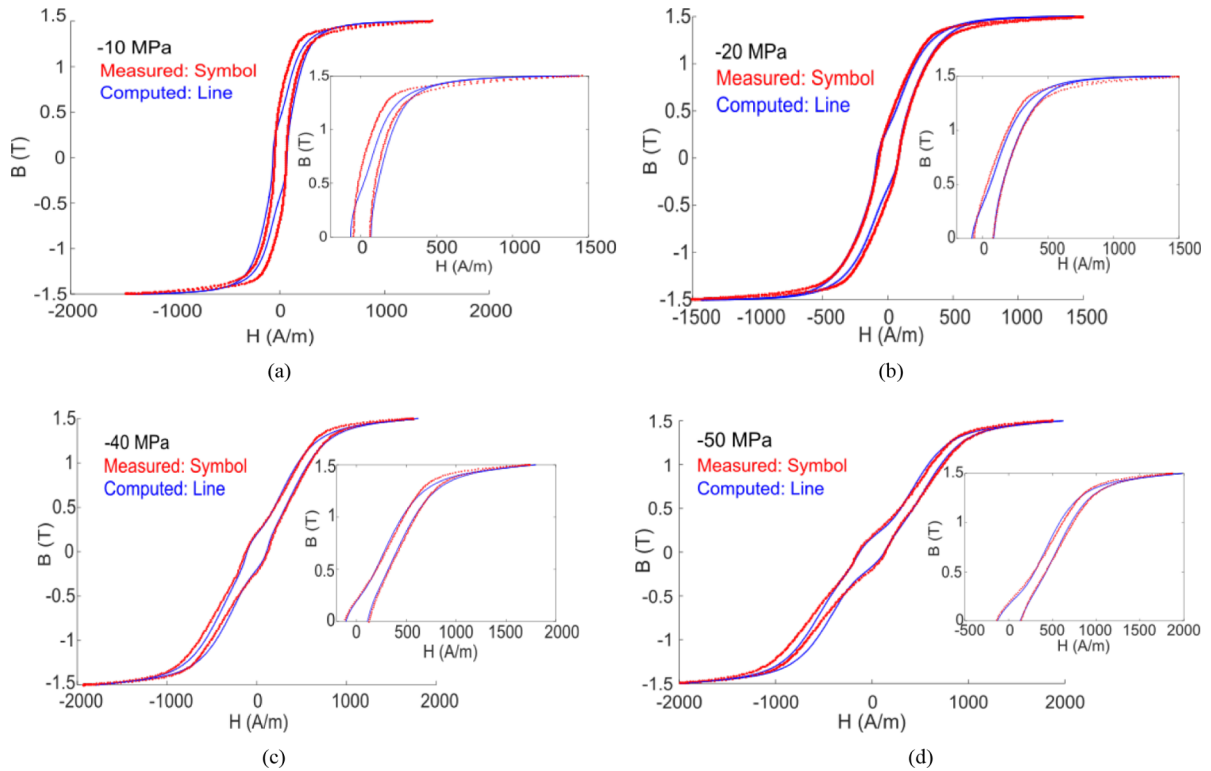 -10 MPa
Measured: Symbol
Computed: Line
B (T)
1.5
1
0.5
0
-0.5
-1
-1.5
-2000 -1000 0 1000 2000
H (A/m)
B (T)
1.5
1
0.5
0
0 500 1000 1500
H (A/m)
(a)
-20 MPa
Measured: Symbol
Computed: Line
B (T)
1.5
1
0.5
0
-0.5
-1
-1.5
-1500 -1000 -500 0 500 1000 1500
H (A/m)
B (T)
1.5
1
0.5
0
0 500 1000 1500
H (A/m)
(b)
-40 MPa
Measured: Symbol
Computed: Line
B (T)
1.5
1
0.5
0
-0.5
-1
-1.5
-2000 -1000 0 1000 2000
H (A/m)
B (T)
1.5
1
0.5
0
0 500 1000 1500 2000
H (A/m)
(c)
-50 MPa
Measured: Symbol
Computed: Line
B (T)
1.5
1
0.5
0
-0.5
-1
-1.5
-2000 -1000 0 1000 2000
H (A/m)
B (T)
1.5
1
0.5
0
-500 0 500 1000 1500 2000
H (A/m)
(d)